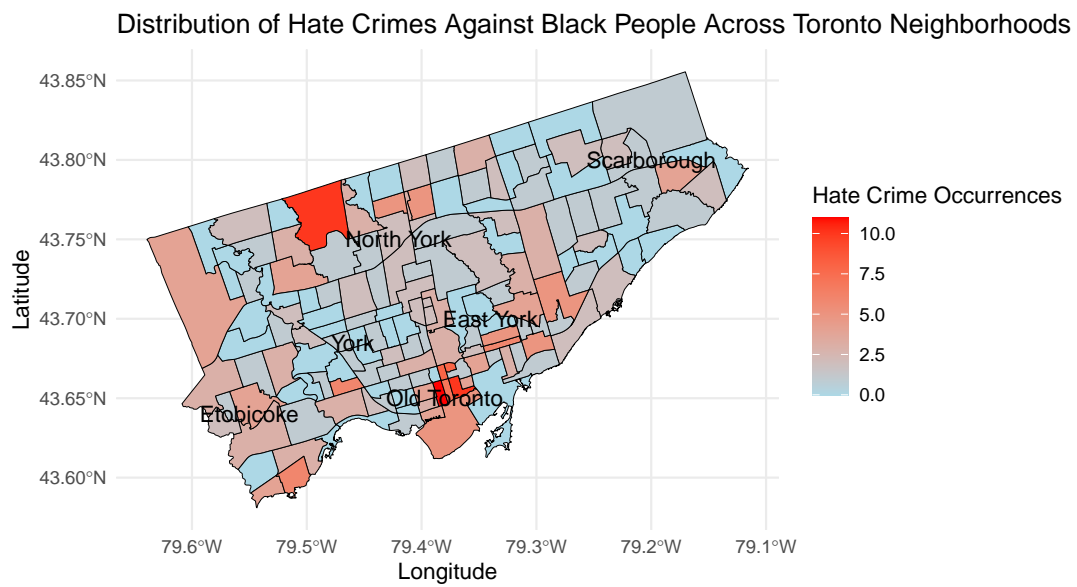 Distribution of Hate Crimes Against Black People Across Toronto Neighborhoods
43.85°N
43.80°N
43.75°N
43.70°N
43.65°N
43.60°N
Latitude
Scarborough
North York
East York
York
Old Toronto
Etobicoke
79.6°W
79.5°W
79.4°W
79.3°W
79.2°W
79.1°W
Longitude
Hate Crime Occurrences
10.0
7.5
5.0
2.5
0.0